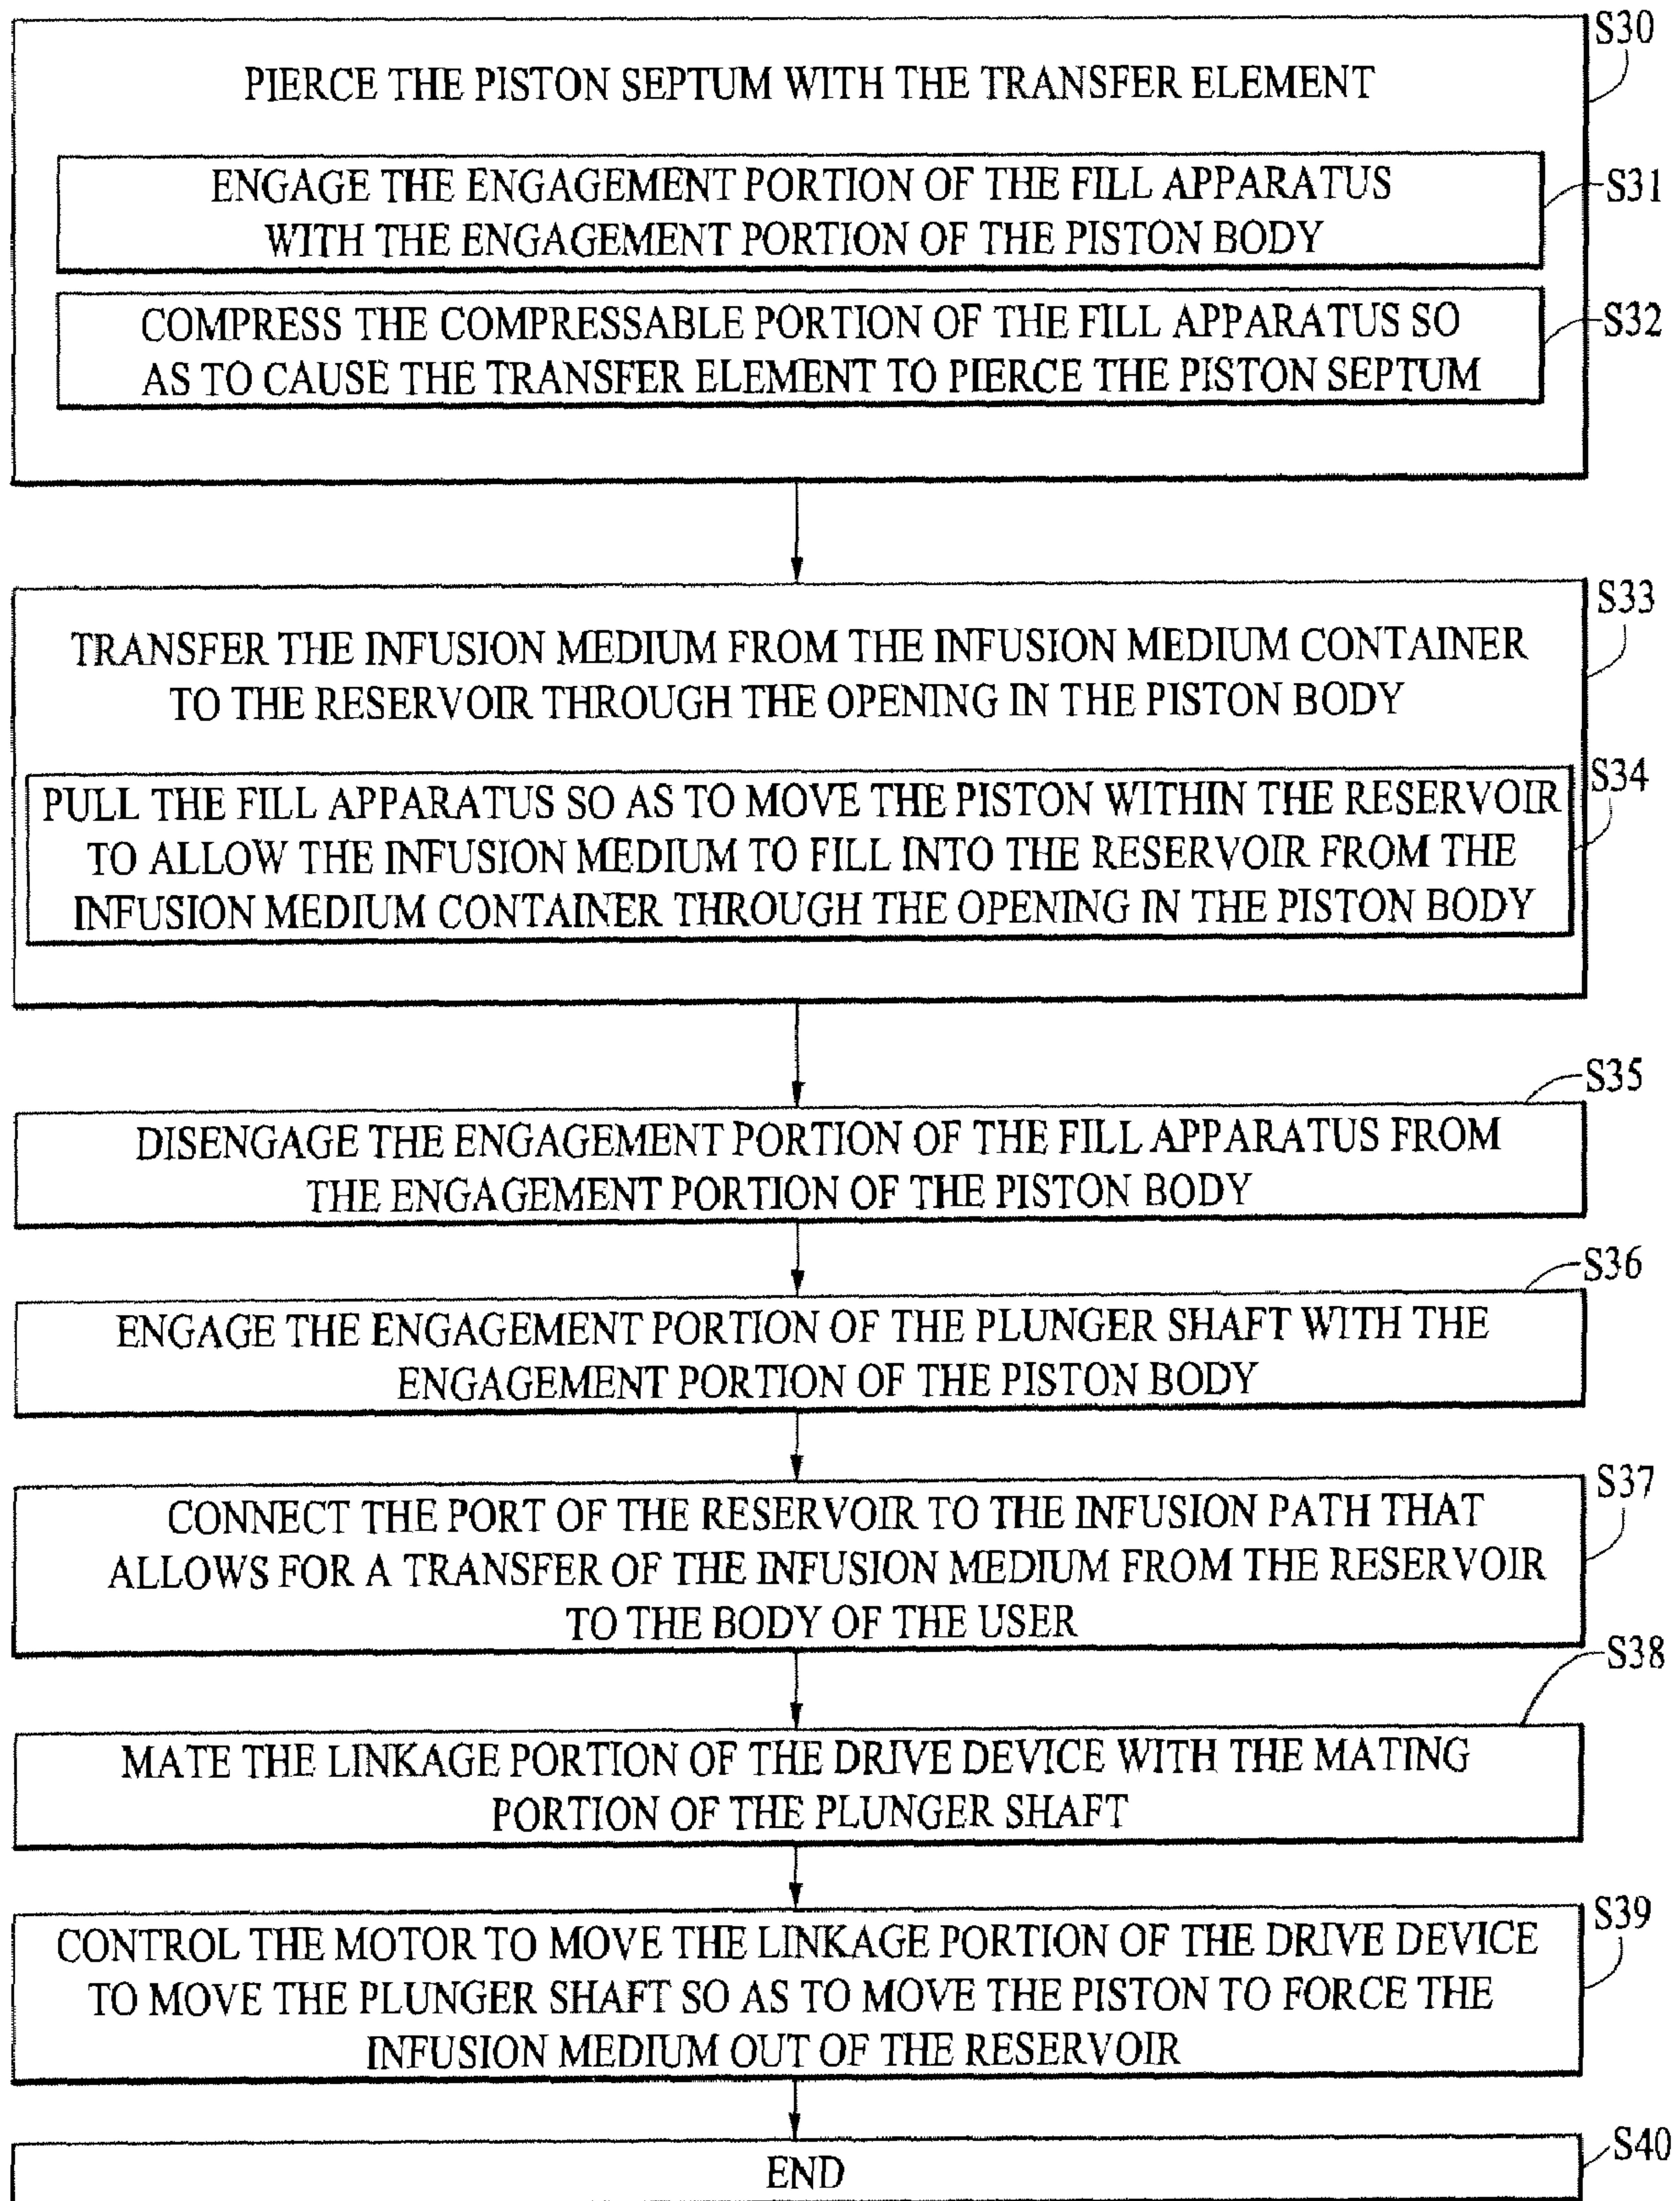 S30
PIERCE THE PISTON SEPTUM WITH THE TRANSFER ELEMENT
ENGAGE THE ENGAGEMENT PORTION OF THE FILL APPARATUS
WITH THE ENGAGEMENT PORTION OF THE PISTON BODY
S31
COMPRESS THE COMPRESSABLE PORTION OF THE FILL APPARATUS SO
AS TO CAUSE THE TRANSFER ELEMENT TO PIERCE THE PISTON SEPTUM
S32
S33
TRANSFER THE INFUSION MEDIUM FROM THE INFUSION MEDIUM CONTAINER
TO THE RESERVOIR THROUGH THE OPENING IN THE PISTON BODY
S34
PULL THE FILL APPARATUS SO AS TO MOVE THE PISTON WITHIN THE RESERVOIR
TO ALLOW THE INFUSION MEDIUM TO FILL INTO THE RESERVOIR FROM THE
INFUSION MEDIUM CONTAINER THROUGH THE OPENING IN THE PISTON BODY
S35
DISENGAGE THE ENGAGEMENT PORTION OF THE FILL APPARATUS FROM
THE ENGAGEMENT PORTION OF THE PISTON BODY
S36
ENGAGE THE ENGAGEMENT PORTION OF THE PLUNGER SHAFT WITH THE
ENGAGEMENT PORTION OF THE PISTON BODY
S37
CONNECT THE PORT OF THE RESERVOIR TO THE INFUSION PATH THAT
ALLOWS FOR A TRANSFER OF THE INFUSION MEDIUM FROM THE RESERVOIR
TO THE BODY OF THE USER
S38
MATE THE LINKAGE PORTION OF THE DRIVE DEVICE WITH THE MATING
PORTION OF THE PLUNGER SHAFT
S39
CONTROL THE MOTOR TO MOVE THE LINKAGE PORTION OF THE DRIVE DEVICE
TO MOVE THE PLUNGER SHAFT SO AS TO MOVE THE PISTON TO FORCE THE
INFUSION MEDIUM OUT OF THE RESERVOIR
S40
END